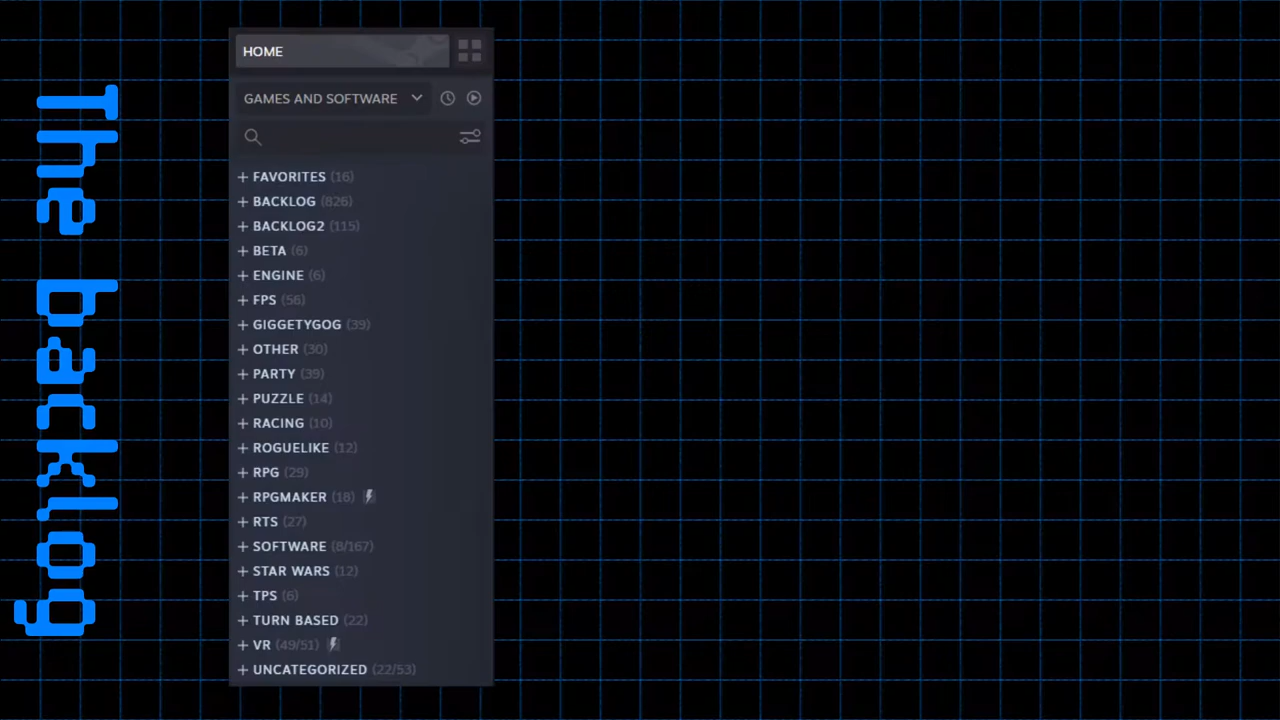 The backlog
HOME
GAMES AND SOFTWARE
+ FAVORITES (16)
+ BACKLOG (826)
+ BACKLOG2 (115)
+ BETA (6)
+ ENGINE (6)
+ FPS (56)
+ GIGGETYGOG (39)
+ OTHER (30)
+ PARTY (39)
+ PUZZLE (14)
+ RACING (10)
+ ROGUELIKE (12)
+ RPG (29)
+ RPGMAKER (18)
+ RTS (27)
+ SOFTWARE (8/167)
+ STAR WARS (12)
+ TPS (6)
+ TURN BASED (22)
+ VR (49/51)
+ UNCATEGORIZED (22/53)